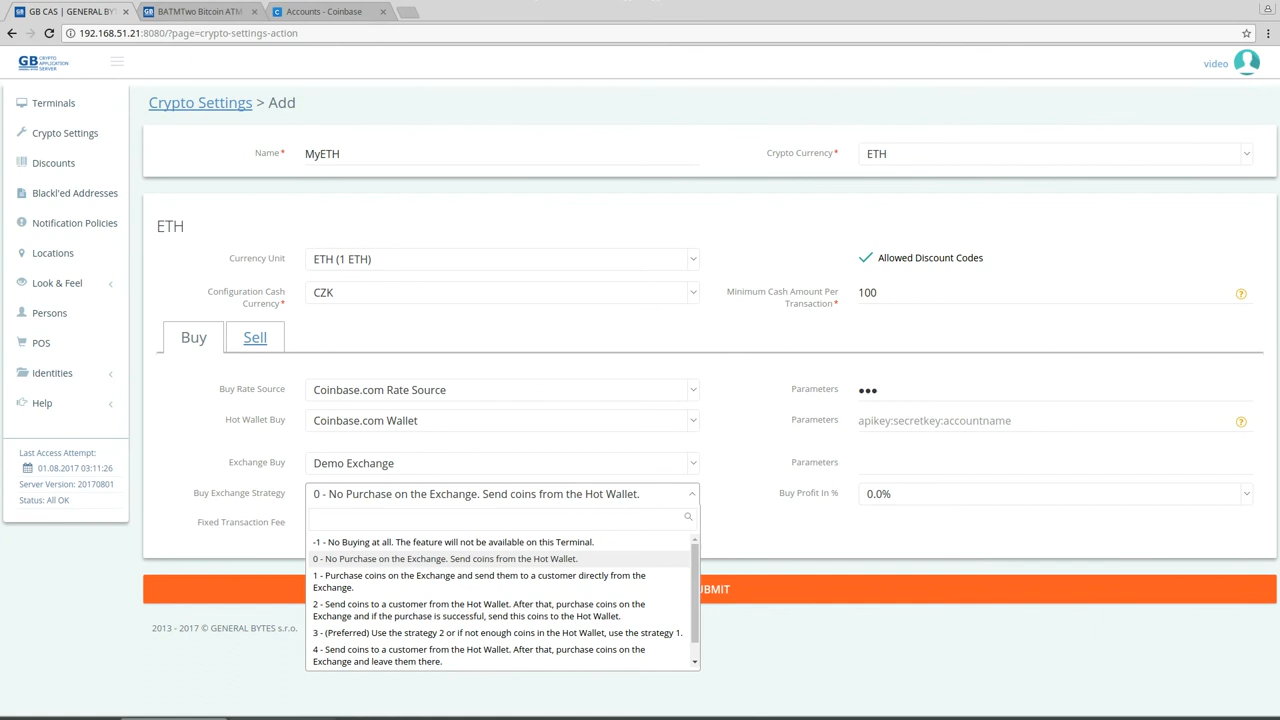 GB CAS | GENERAL BY
BATMTwo Bitcoin ATM
Accounts - Coinbase
192.168.51.21:8080/?page=crypto-settings-action
GB CRYPTO
APPLICATION
SERVER
video
Terminals
Crypto Settings
Discounts
Blackl'ed Addresses
Notification Policies
Locations
Look & Feel
Persons
POS
Identities
Help
Last Access Attempt:
01.08.2017 03:11:26
Server Version: 20170801
Status: All OK
Crypto Settings > Add
Name* MyETH
Crypto Currency* ETH
ETH
Currency Unit ETH (1 ETH)
Allowed Discount Codes
Configuration Cash
Currency* CZK
Minimum Cash Amount Per
Transaction* 100
Buy Sell
Buy Rate Source Coinbase.com Rate Source
Parameters •••
Hot Wallet Buy Coinbase.com Wallet
Parameters apikey:secretkey:accountname
Exchange Buy Demo Exchange
Parameters
Buy Exchange Strategy 0 - No Purchase on the Exchange. Send coins from the Hot Wallet.
Buy Profit In % 0.0%
Fixed Transaction Fee
-1 - No Buying at all. The feature will not be available on this Terminal.
0 - No Purchase on the Exchange. Send coins from the Hot Wallet.
1 - Purchase coins on the Exchange and send them to a customer directly from the
Exchange.
2 - Send coins to a customer from the Hot Wallet. After that, purchase coins on the
Exchange and if the purchase is successful, send this coins to the Hot Wallet.
3 - (Preferred) Use the strategy 2 or if not enough coins in the Hot Wallet, use the strategy 1.
4 - Send coins to a customer from the Hot Wallet. After that, purchase coins on the
Exchange and leave them there.
UBMIT
2013 - 2017 © GENERAL BYTES s.r.o.